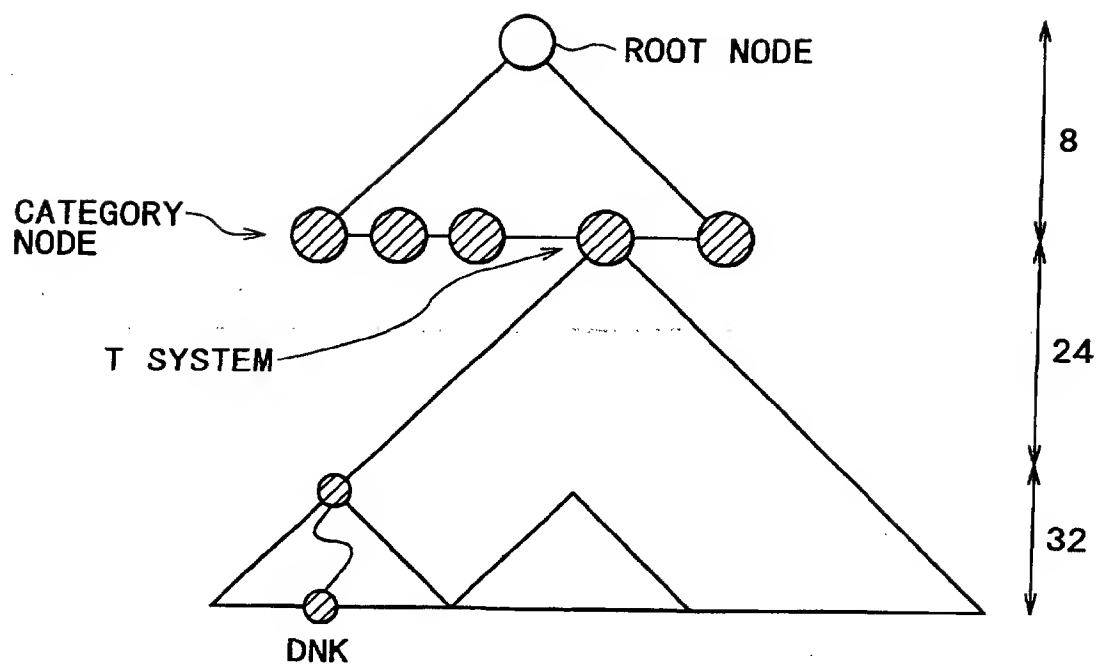 ROOT NODE
8
CATEGORY
NODE
T SYSTEM
24
32
DNK